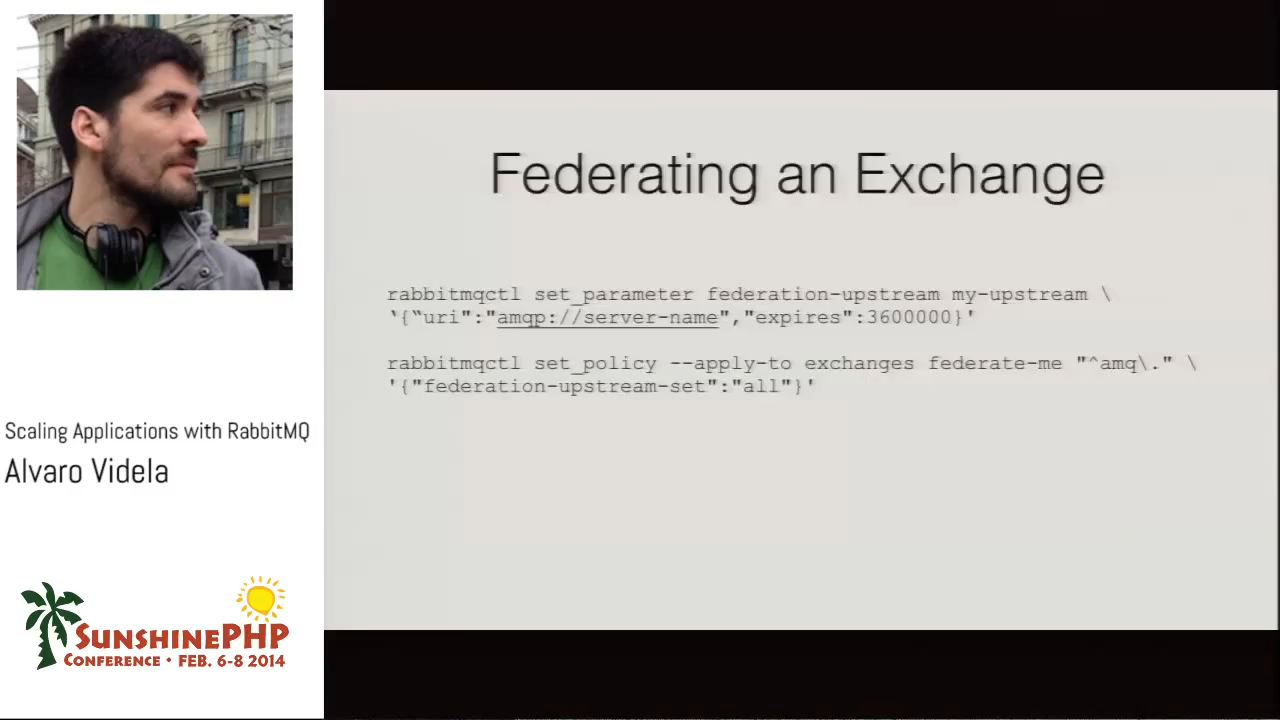 Federating an Exchange
rabbitmqctl set_parameter federation-upstream my-upstream \
‘{“uri":"amqp://server-name","expires":3600000}'
rabbitmqctl set_policy --apply-to exchanges federate-me "^amq\." \
'{"federation-upstream-set":"all"}'
Scaling Applications with RabbitMQ
Alvaro Videla
SUNSHINEPHP
CONFERENCE • FEB. 6-8 2014